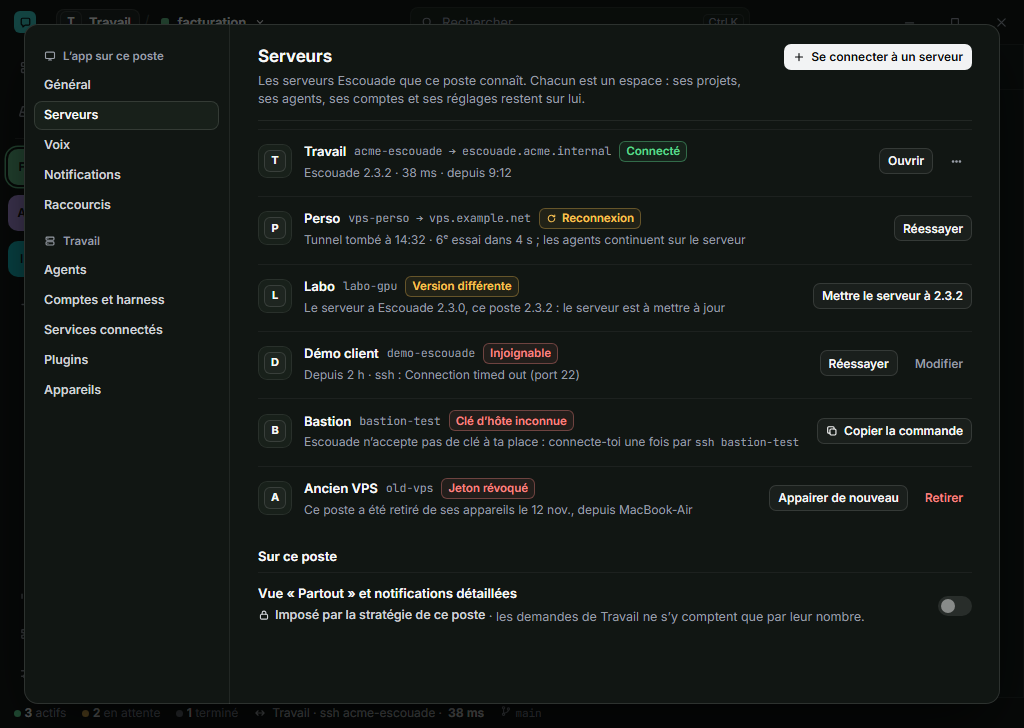 T Travail / facturation
Rechercher
Ctrl K
L'app sur ce poste
Général
Serveurs
Voix
Notifications
Raccourcis
Travail
Agents
Comptes et harness
Services connectés
Plugins
Appareils
Serveurs
+ Se connecter à un serveur
Les serveurs Escouade que ce poste connaît. Chacun est un espace : ses projets,
ses agents, ses comptes et ses réglages restent sur lui.
T
Travail acme-escouade → escouade.acme.internal Connecté
Escouade 2.3.2 · 38 ms · depuis 9:12
Ouvrir ···
P
Perso vps-perso → vps.example.net Reconnexion
Tunnel tombé à 14:32 · 6ᵉ essai dans 4 s ; les agents continuent sur le serveur
Réessayer
L
Labo labo-gpu Version différente
Le serveur a Escouade 2.3.0, ce poste 2.3.2 : le serveur est à mettre à jour
Mettre le serveur à 2.3.2
D
Démo client demo-escouade Injoignable
Depuis 2 h · ssh : Connection timed out (port 22)
Réessayer Modifier
B
Bastion bastion-test Clé d'hôte inconnue
Escouade n'accepte pas de clé à ta place : connecte-toi une fois par ssh bastion-test
Copier la commande
A
Ancien VPS old-vps Jeton révoqué
Ce poste a été retiré de ses appareils le 12 nov., depuis MacBook-Air
Appairer de nouveau Retirer
Sur ce poste
Vue « Partout » et notifications détaillées
Imposé par la stratégie de ce poste · les demandes de Travail ne s'y comptent que par leur nombre.
3 actifs 2 en attente 1 terminé Travail · ssh acme-escouade · 38 ms main